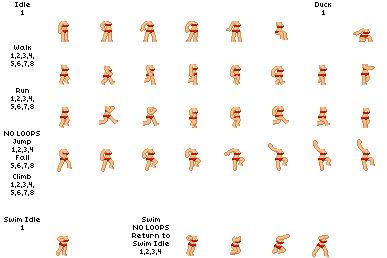 Idle
1
Duck
1
Walk
1,2,3,4,
5,6,7,8
Run
1,2,3,4,
5,6,7,8
NO LOOPS
Jump
1,2,3,4
Fall
5,6,7,8
Climb
1,2,3,4,
5,6,7,8
Swim Idle
1
Swim
NO LOOPS
Return to
Swim Idle
1,2,3,4